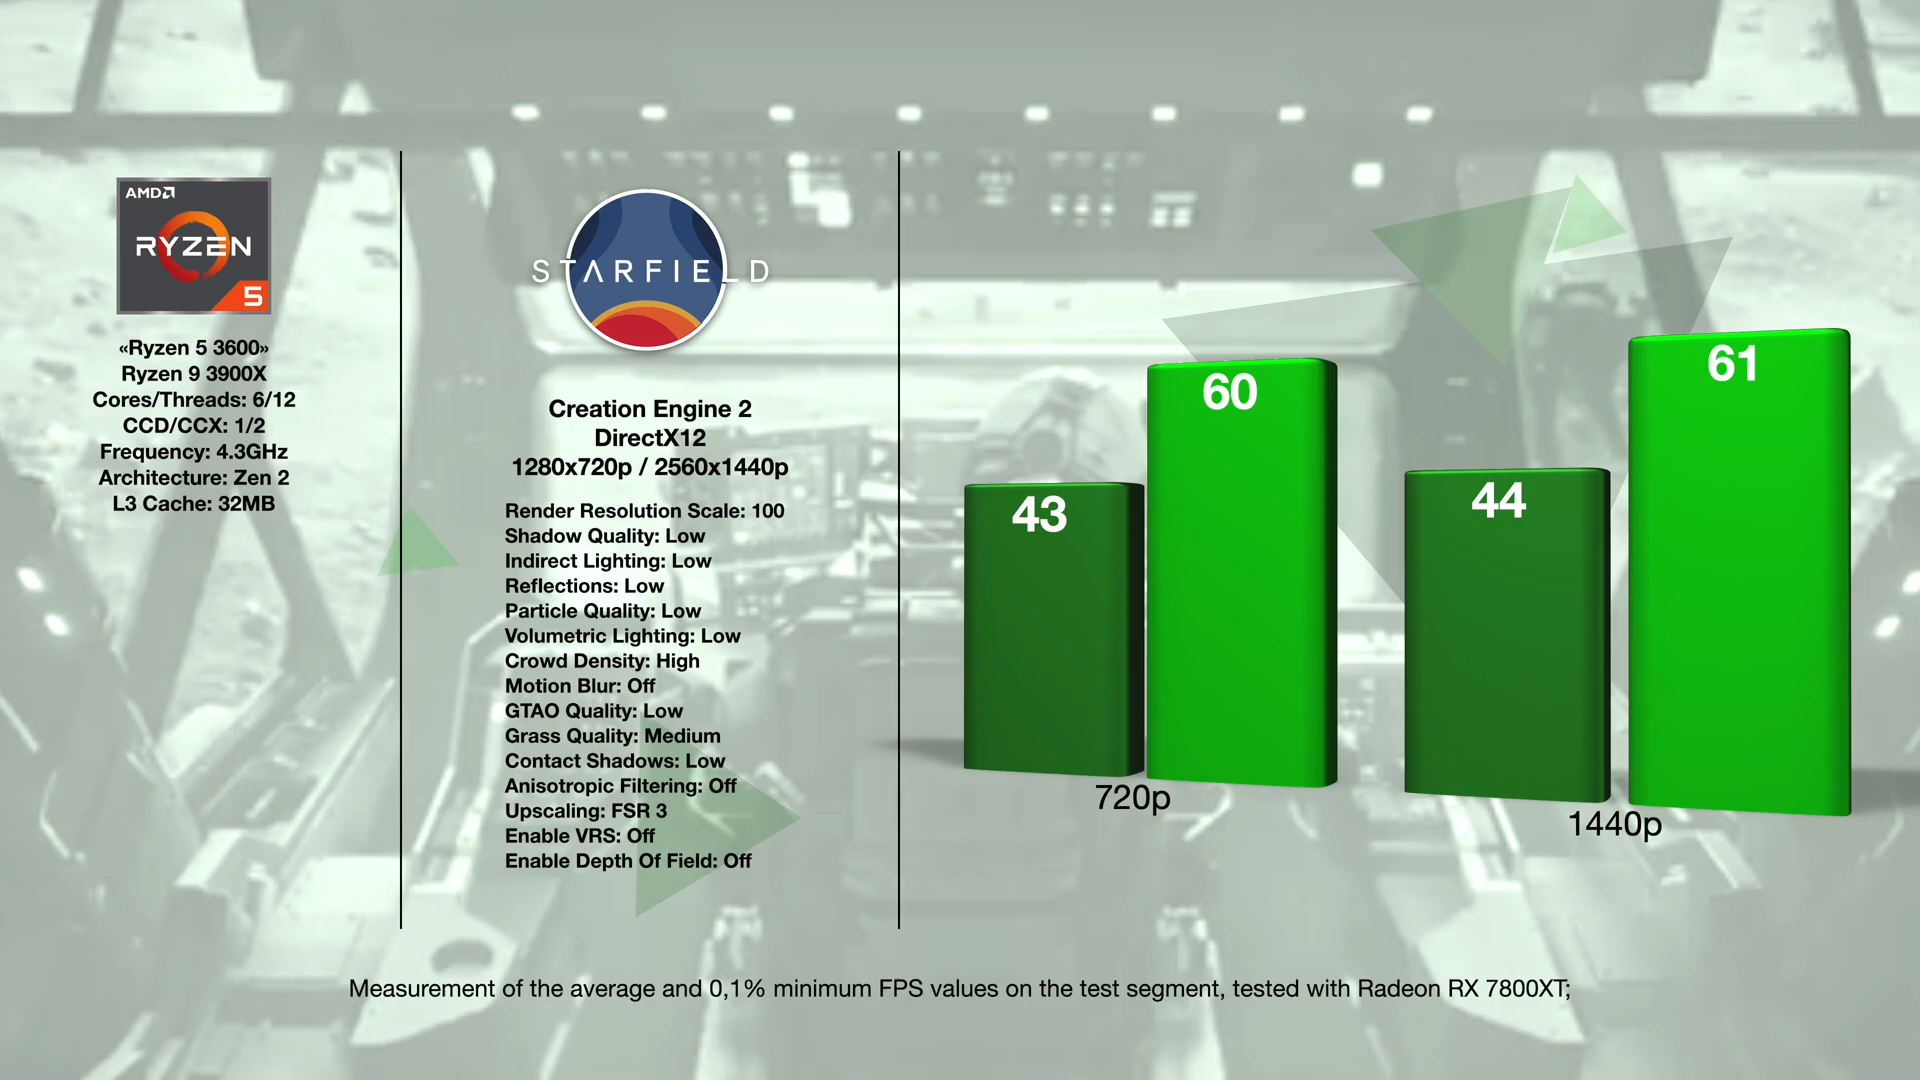 AMD
RYZEN
5
«Ryzen 5 3600»
Ryzen 9 3900X
Cores/Threads: 6/12
CCD/CCX: 1/2
Frequency: 4.3GHz
Architecture: Zen 2
L3 Cache: 32MB
STARFIELD
Creation Engine 2
DirectX12
1280x720p / 2560x1440p
Render Resolution Scale: 100
Shadow Quality: Low
Indirect Lighting: Low
Reflections: Low
Particle Quality: Low
Volumetric Lighting: Low
Crowd Density: High
Motion Blur: Off
GTAO Quality: Low
Grass Quality: Medium
Contact Shadows: Low
Anisotropic Filtering: Off
Upscaling: FSR 3
Enable VRS: Off
Enable Depth Of Field: Off
43
60
44
61
720p
1440p
Measurement of the average and 0,1% minimum FPS values on the test segment, tested with Radeon RX 7800XT;